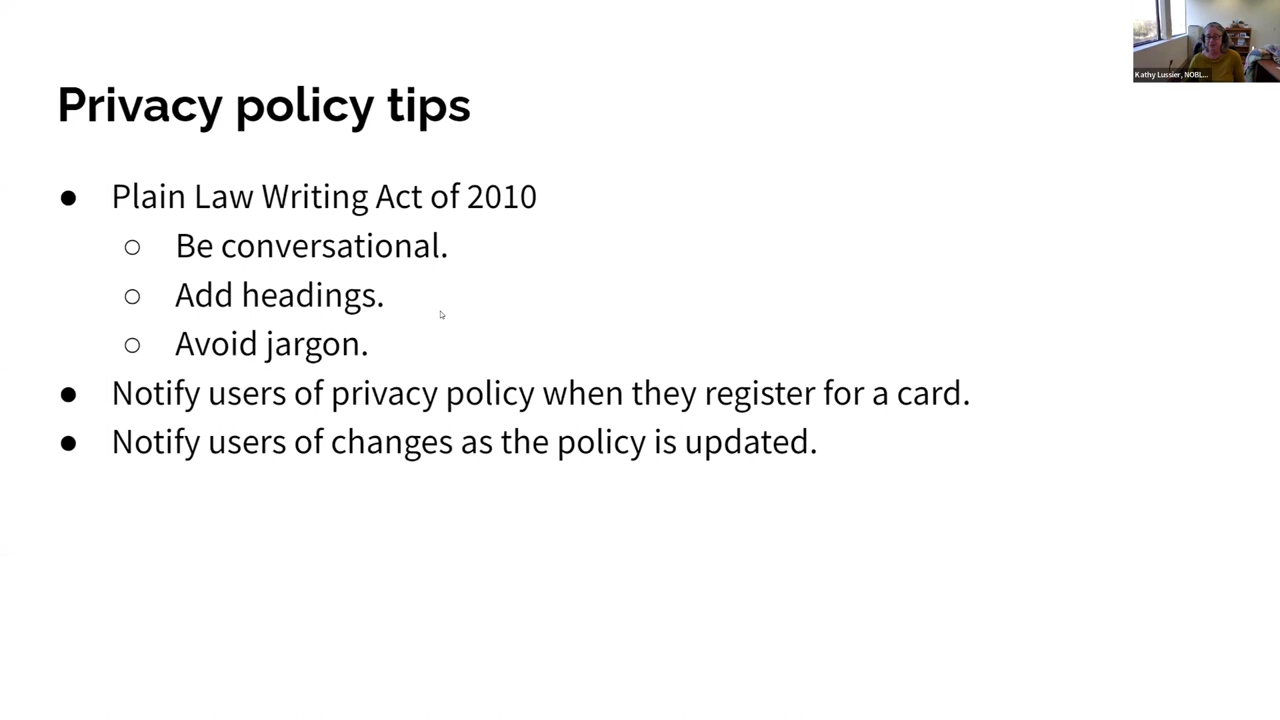 Kathy Lussier, NOBL...
Privacy policy tips
● Plain Law Writing Act of 2010
○ Be conversational.
○ Add headings.
○ Avoid jargon.
● Notify users of privacy policy when they register for a card.
● Notify users of changes as the policy is updated.